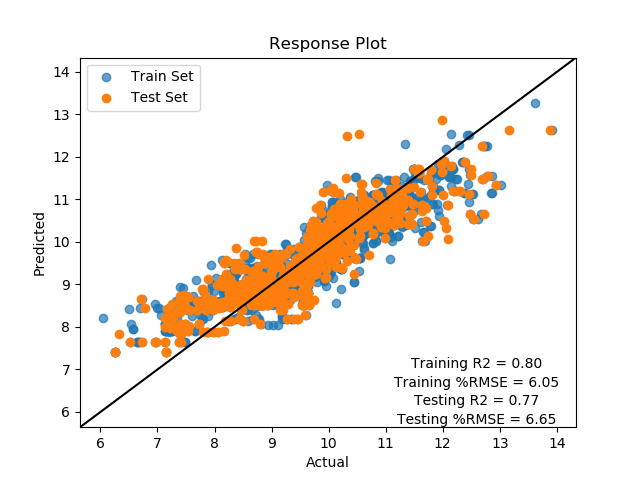 Response Plot
Train Set
Test Set
14
13
12
11
10
9
8
7
6
Predicted
Training R2 = 0.80
Training %RMSE = 6.05
Testing R2 = 0.77
Testing %RMSE = 6.65
6 7 8 9 10 11 12 13 14
Actual